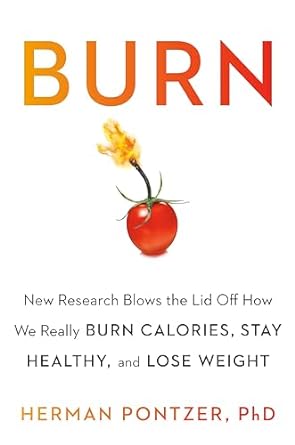 BURN
New Research Blows the Lid Off How
We Really BURN CALORIES, STAY
HEALTHY, and LOSE WEIGHT
HERMAN PONTZER, PhD